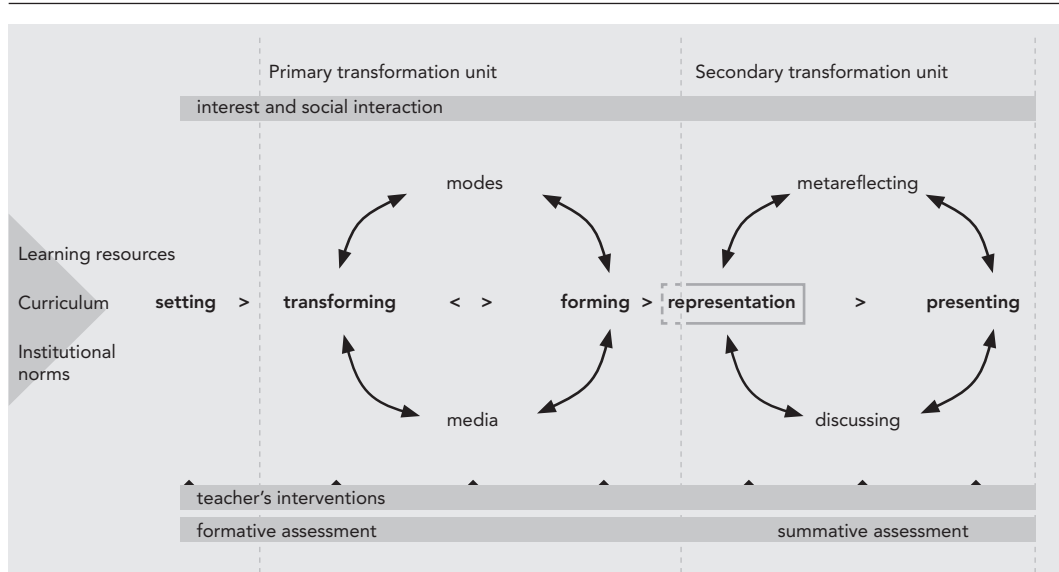 Primary transformation unit
Secondary transformation unit
interest and social interaction
modes
metareflecting
Learning resources
Curriculum
Institutional
norms
setting > transforming < > forming > representation > presenting
media
discussing
teacher's interventions
formative assessment
summative assessment